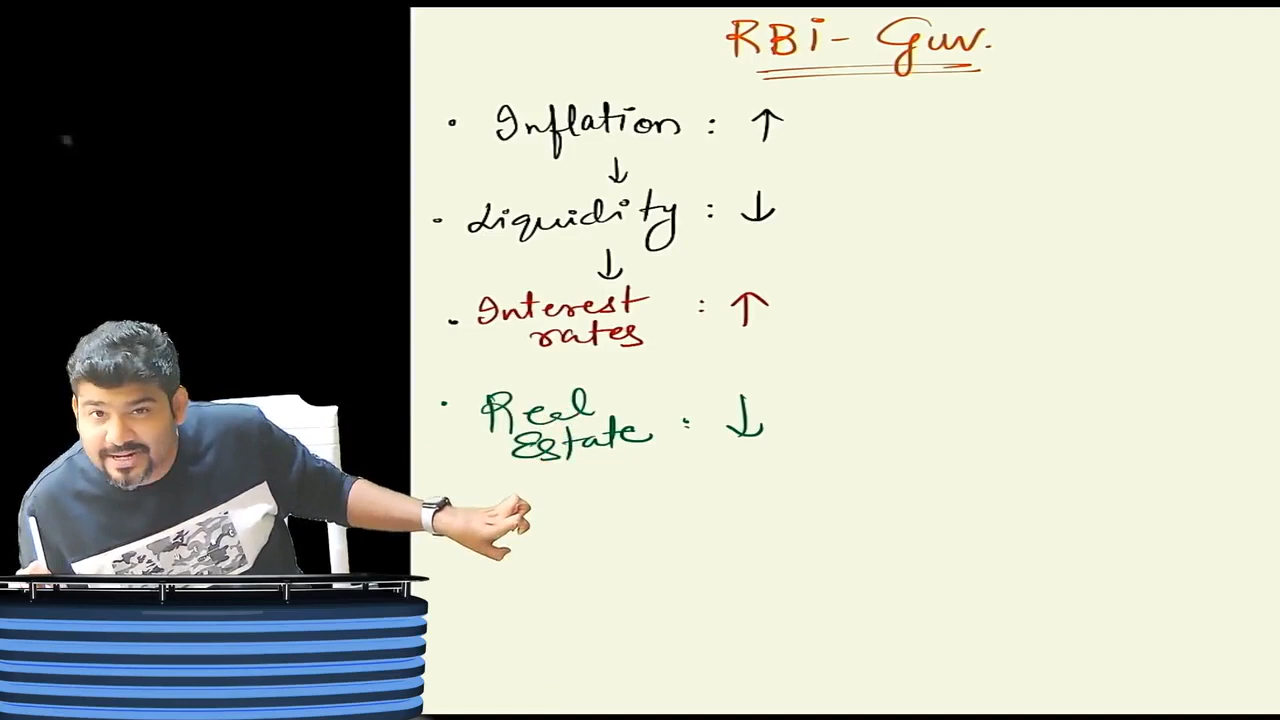 RBI - Guv.
• Inflation : ↑
↓
• Liquidity : ↓
↓
• Interest : ↑
rates
• Real
Estate : ↓